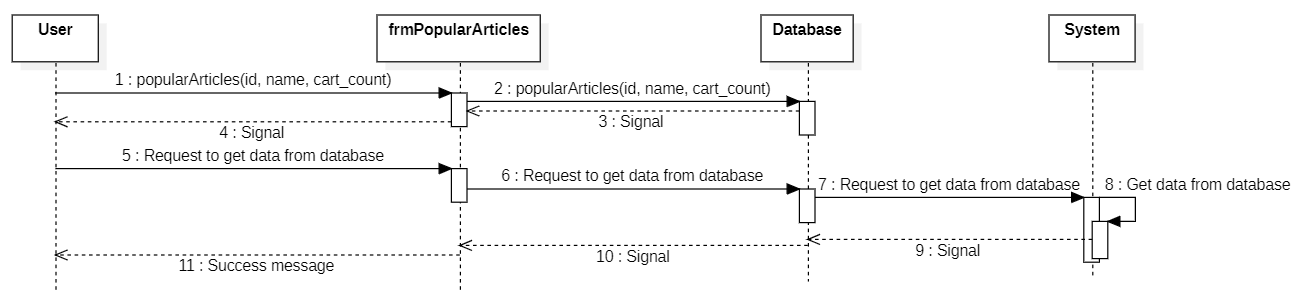 User
frmPopularArticles
Database
System
1 : popularArticles(id, name, cart_count)
2 : popularArticles(id, name, cart_count)
3 : Signal
4 : Signal
5 : Request to get data from database
6 : Request to get data from database
7 : Request to get data from database
8 : Get data from database
9 : Signal
10 : Signal
11 : Success message